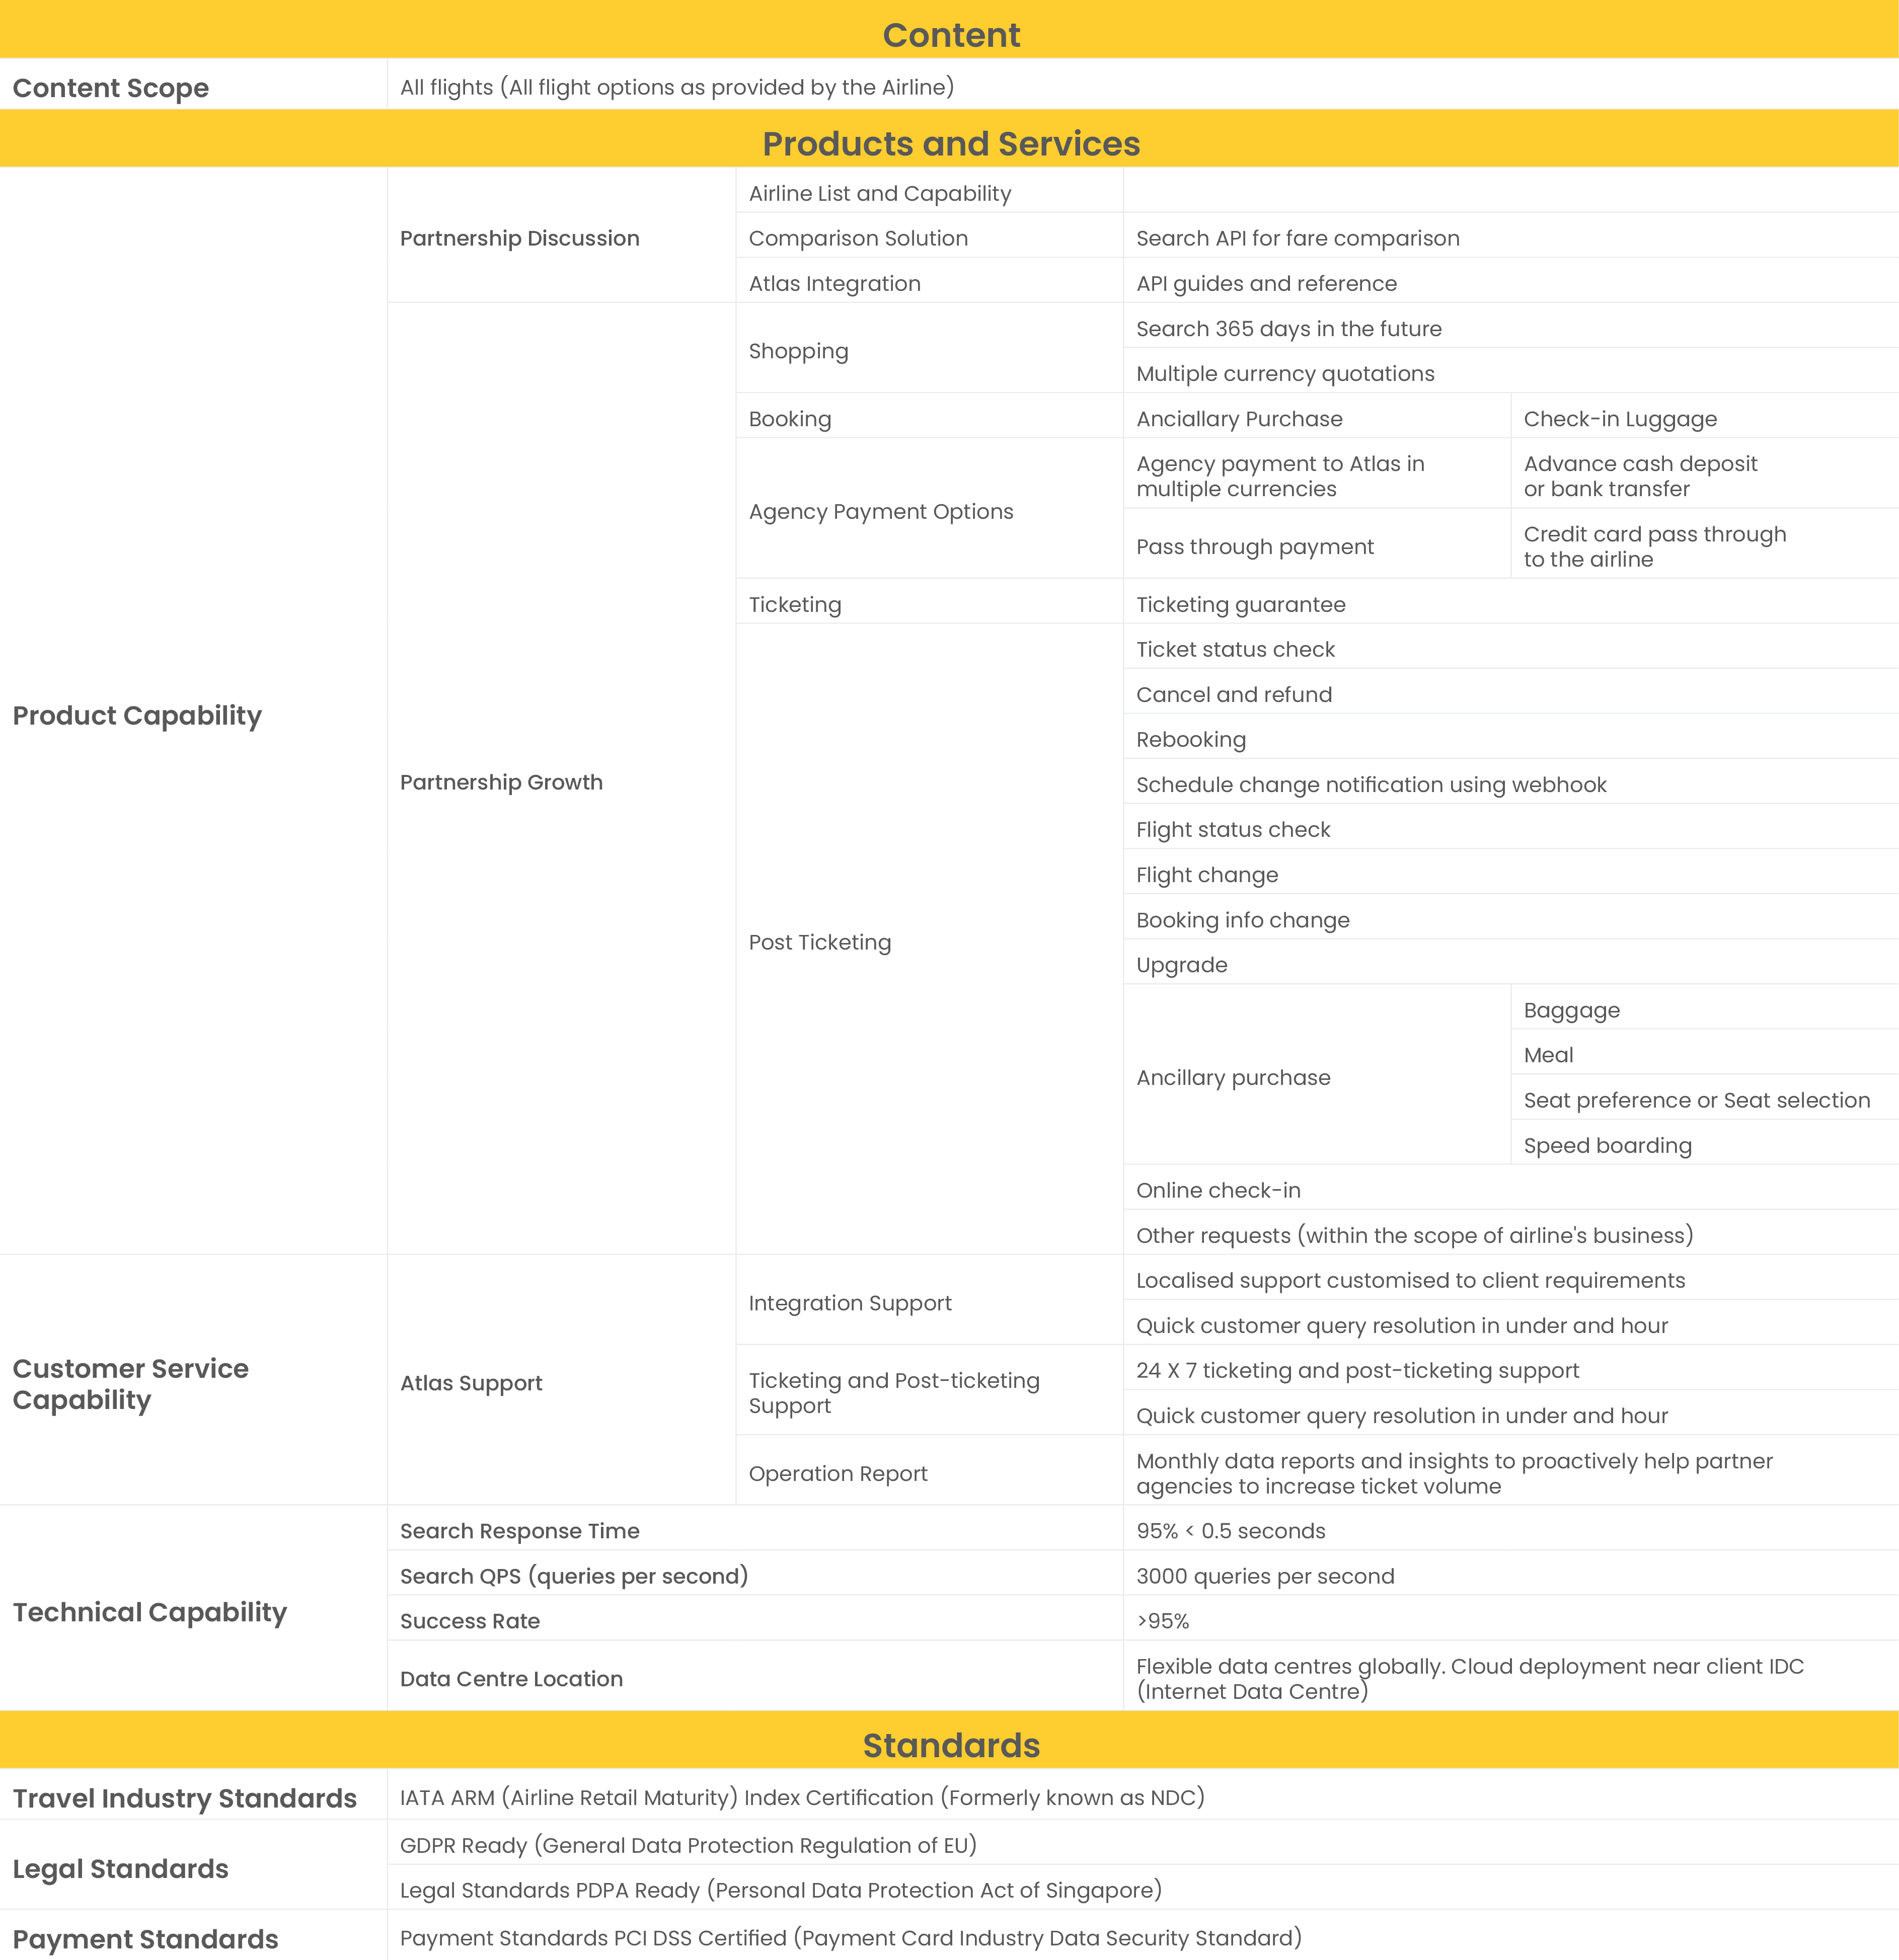 Content
Content Scope
All flights (All flight options as provided by the Airline)
Products and Services
Product Capability
Partnership Discussion
Airline List and Capability
Comparison Solution
Search API for fare comparison
Atlas Integration
API guides and reference
Partnership Growth
Shopping
Search 365 days in the future
Multiple currency quotations
Booking
Anciallary Purchase
Check-in Luggage
Agency Payment Options
Agency payment to Atlas in
multiple currencies
Advance cash deposit
or bank transfer
Pass through payment
Credit card pass through
to the airline
Ticketing
Ticketing guarantee
Post Ticketing
Ticket status check
Cancel and refund
Rebooking
Schedule change notification using webhook
Flight status check
Flight change
Booking info change
Upgrade
Ancillary purchase
Baggage
Meal
Seat preference or Seat selection
Speed boarding
Online check-in
Other requests (within the scope of airline's business)
Customer Service
Capability
Atlas Support
Integration Support
Localised support customised to client requirements
Quick customer query resolution in under and hour
Ticketing and Post-ticketing
Support
24 X 7 ticketing and post-ticketing support
Quick customer query resolution in under and hour
Operation Report
Monthly data reports and insights to proactively help partner
agencies to increase ticket volume
Technical Capability
Search Response Time
95% < 0.5 seconds
Search QPS (queries per second)
3000 queries per second
Success Rate
>95%
Data Centre Location
Flexible data centres globally. Cloud deployment near client IDC
(Internet Data Centre)
Standards
Travel Industry Standards
IATA ARM (Airline Retail Maturity) Index Certification (Formerly known as NDC)
Legal Standards
GDPR Ready (General Data Protection Regulation of EU)
Legal Standards PDPA Ready (Personal Data Protection Act of Singapore)
Payment Standards
Payment Standards PCI DSS Certified (Payment Card Industry Data Security Standard)